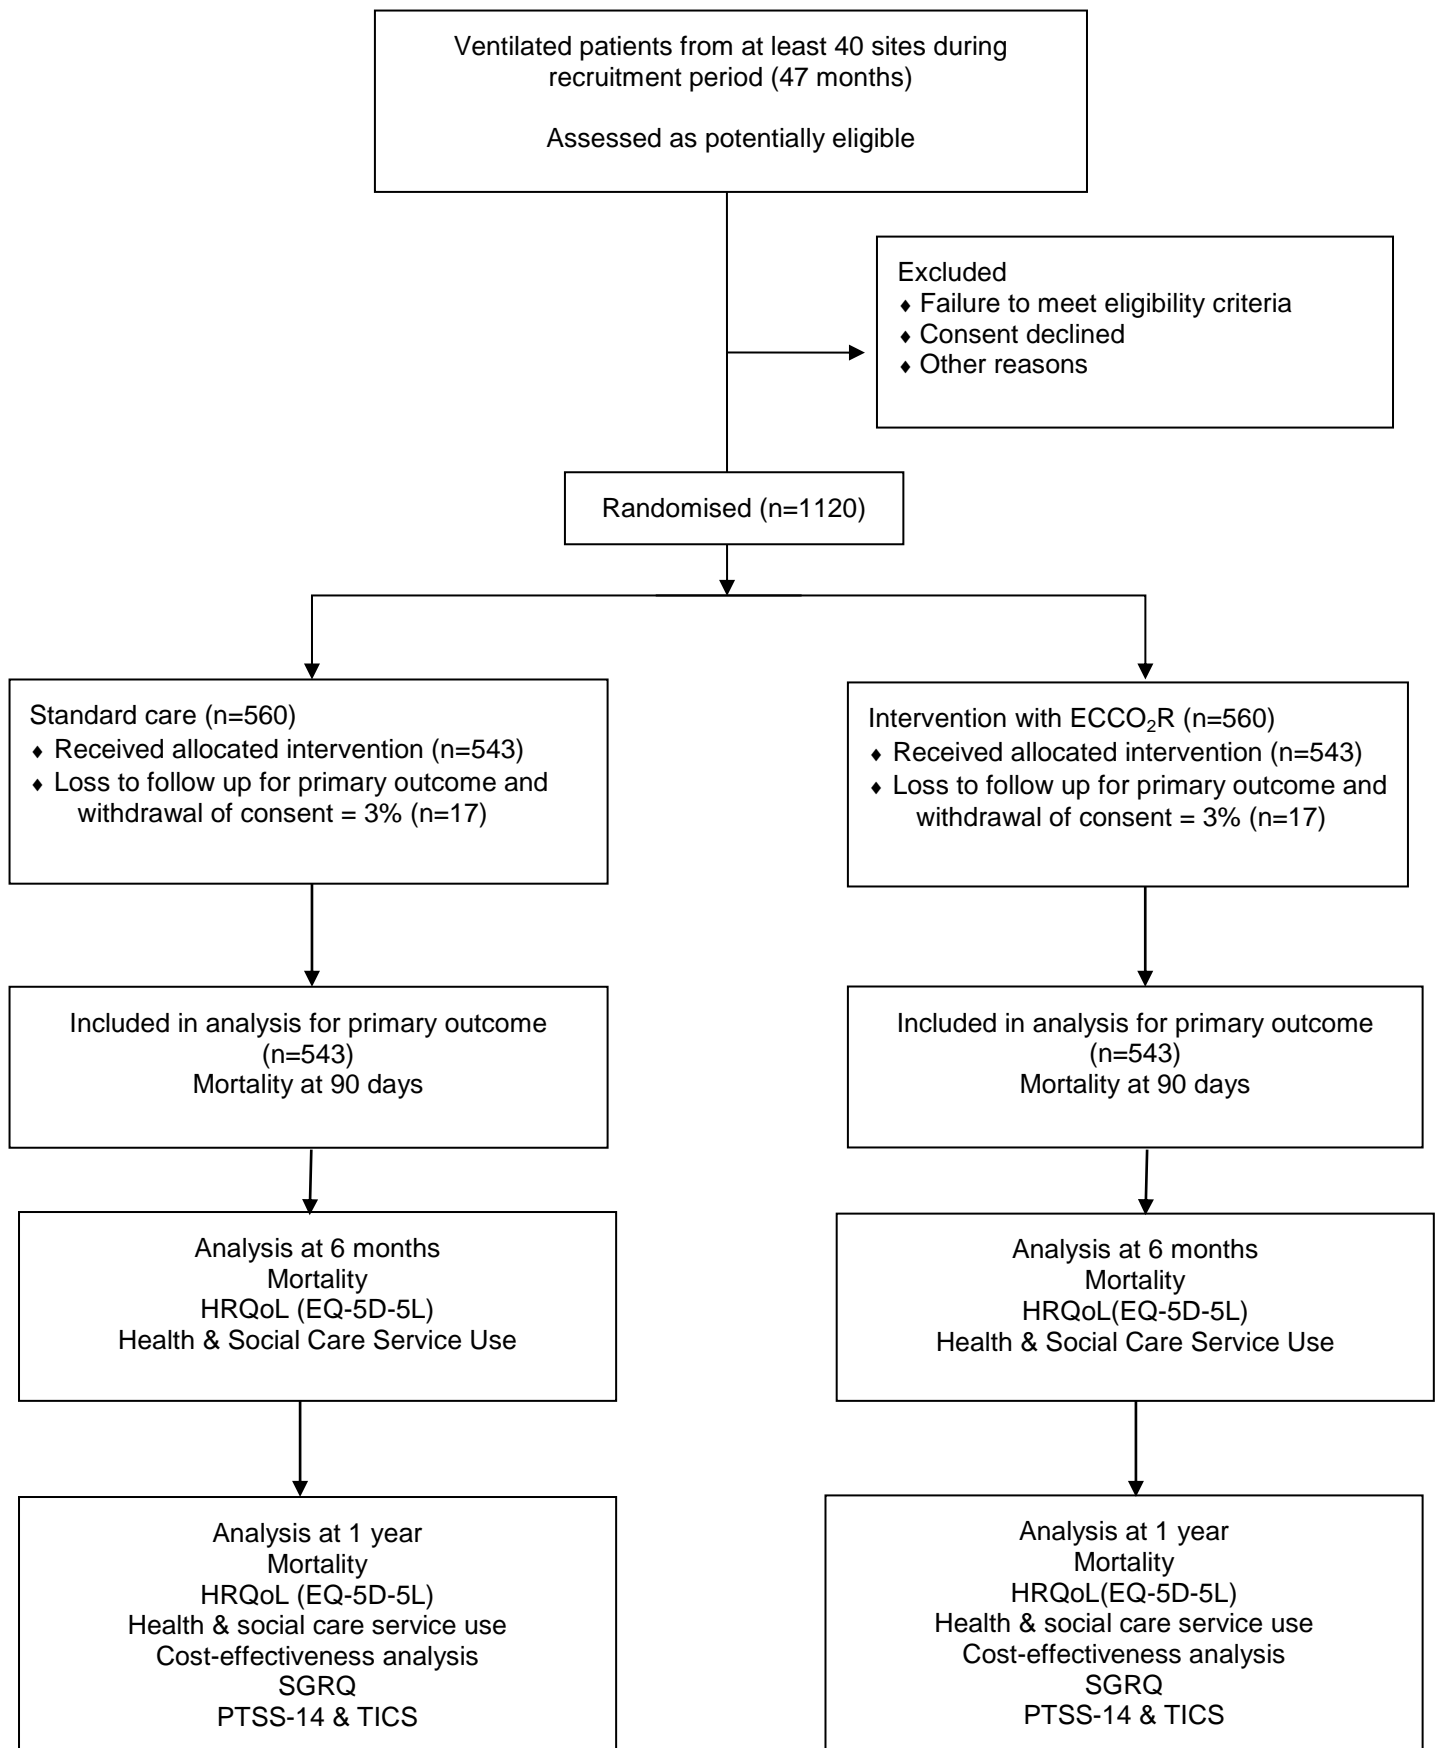 Ventilated patients from at least 40 sites during
recruitment period (47 months)
Assessed as potentially eligible
Excluded
♦ Failure to meet eligibility criteria
♦ Consent declined
♦ Other reasons
Randomised (n=1120)
Standard care (n=560)
♦ Received allocated intervention (n=543)
♦ Loss to follow up for primary outcome and
withdrawal of consent = 3% (n=17)
Intervention with ECCO₂R (n=560)
♦ Received allocated intervention (n=543)
♦ Loss to follow up for primary outcome and
withdrawal of consent = 3% (n=17)
Included in analysis for primary outcome
(n=543)
Mortality at 90 days
Included in analysis for primary outcome
(n=543)
Mortality at 90 days
Analysis at 6 months
Mortality
HRQoL (EQ-5D-5L)
Health & Social Care Service Use
Analysis at 6 months
Mortality
HRQoL(EQ-5D-5L)
Health & Social Care Service Use
Analysis at 1 year
Mortality
HRQoL (EQ-5D-5L)
Health & social care service use
Cost-effectiveness analysis
SGRQ
PTSS-14 & TICS
Analysis at 1 year
Mortality
HRQoL(EQ-5D-5L)
Health & social care service use
Cost-effectiveness analysis
SGRQ
PTSS-14 & TICS